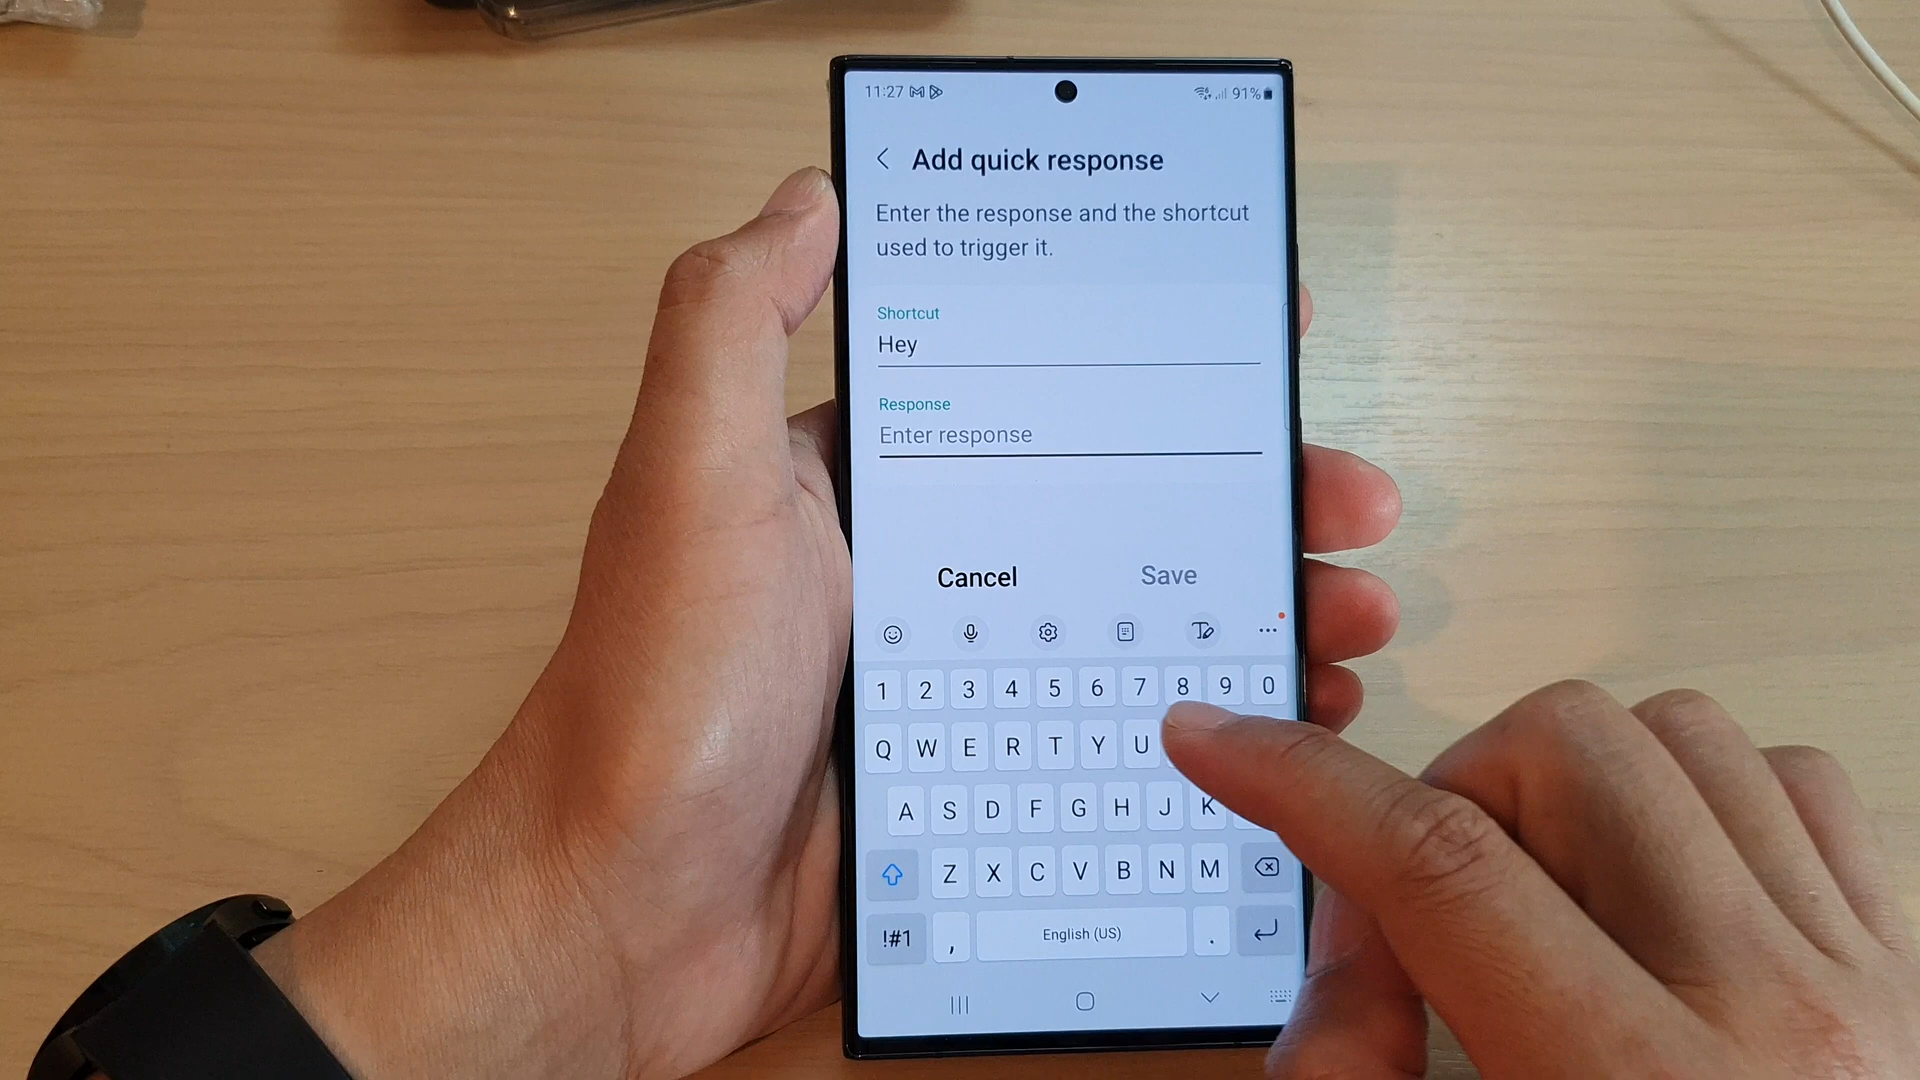 11:27 91%
Add quick response
Enter the response and the shortcut
used to trigger it.
Shortcut
Hey
Response
Enter response
Cancel Save
1 2 3 4 5 6 7 8 9 0
Q W E R T Y U
A S D F G H J K
Z X C V B N M
!#1 , English (US) .